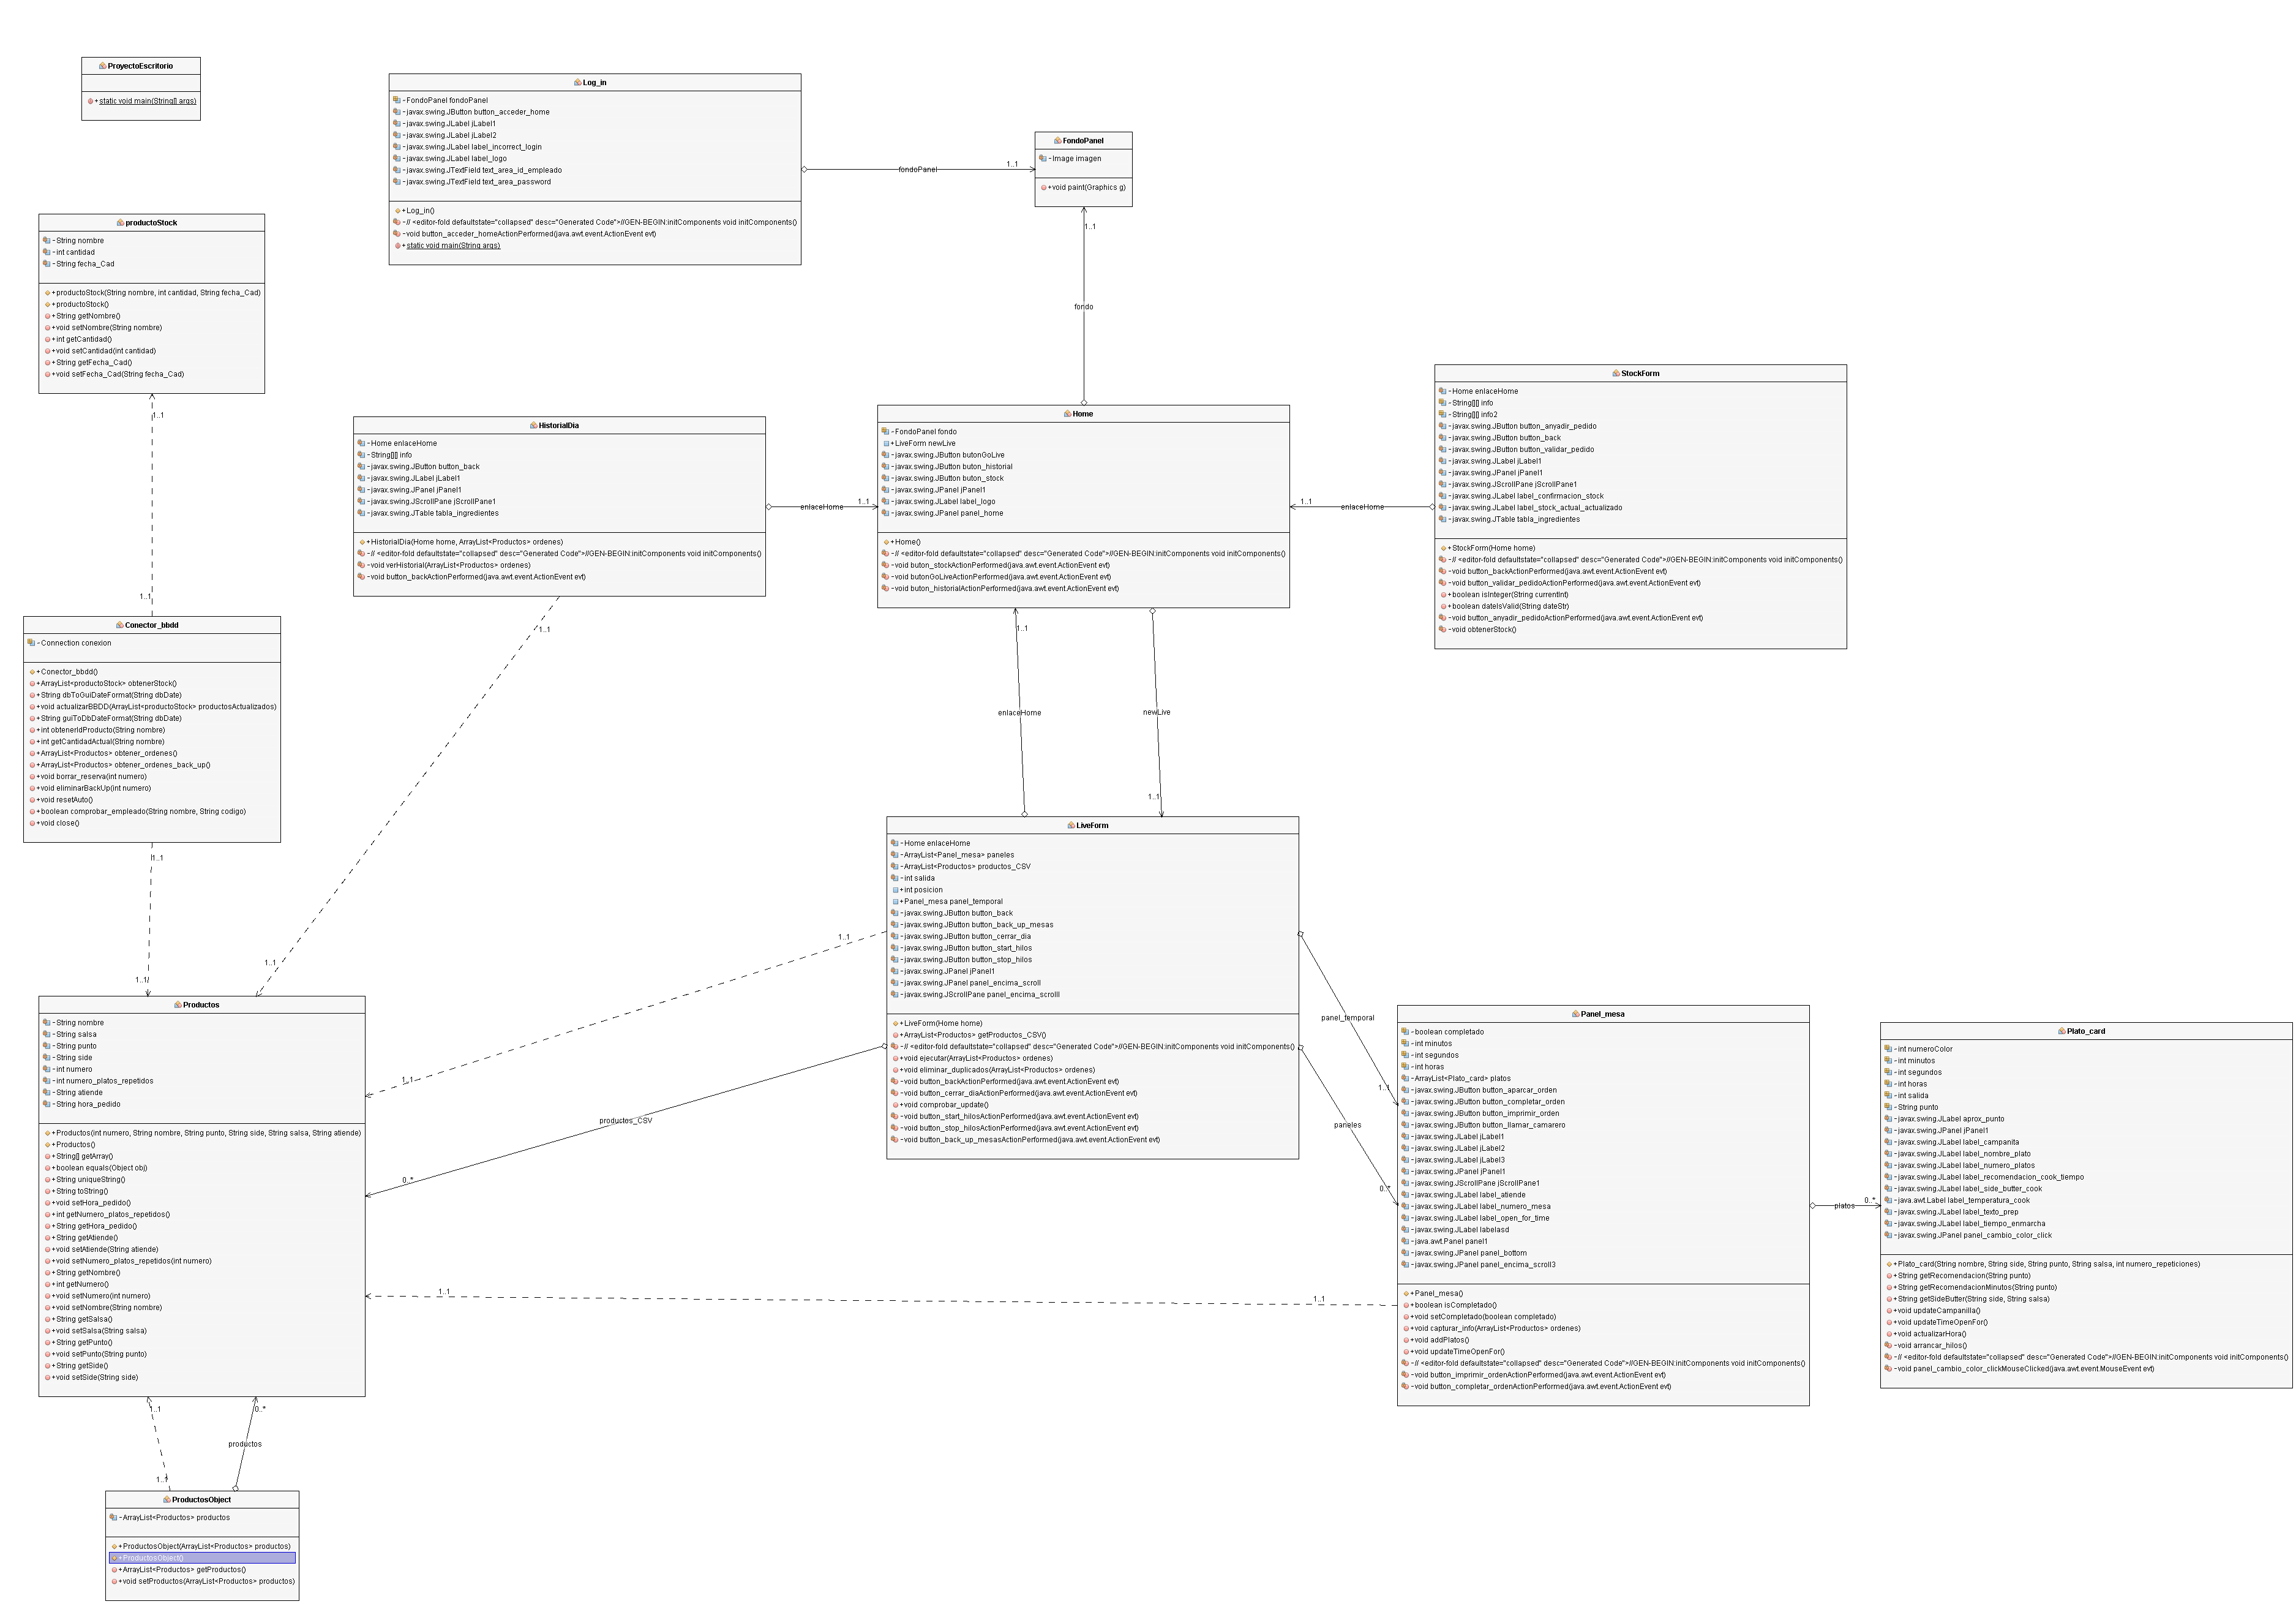 ProyectoEscritorio
+static void main(String[] args)
Log_in
-FondoPanel fondoPanel
-javax.swing.JButton button_acceder_home
-javax.swing.JLabel jLabel1
-javax.swing.JLabel jLabel2
-javax.swing.JLabel label_incorrect_login
-javax.swing.JLabel label_logo
-javax.swing.JTextField text_area_id_empleado
-javax.swing.JTextField text_area_password
+Log_in()
-// <editor-fold defaultstate="collapsed" desc="Generated Code">//GEN-BEGIN:initComponents void initComponents()
-void button_acceder_homeActionPerformed(java.awt.event.ActionEvent evt)
+static void main(String args)
fondoPanel
1..1
FondoPanel
-Image imagen
+void paint(Graphics g)
1..1
fondo
productoStock
-String nombre
-int cantidad
-String fecha_Cad
+productoStock(String nombre, int cantidad, String fecha_Cad)
+productoStock()
+String getNombre()
+void setNombre(String nombre)
+int getCantidad()
+void setCantidad(int cantidad)
+String getFecha_Cad()
+void setFecha_Cad(String fecha_Cad)
1..1
1..1
HistorialDia
-Home enlaceHome
-String[][] info
-javax.swing.JButton button_back
-javax.swing.JLabel jLabel1
-javax.swing.JPanel jPanel1
-javax.swing.JScrollPane jScrollPane1
-javax.swing.JTable tabla_ingredientes
+HistorialDia(Home home, ArrayList<Productos> ordenes)
-// <editor-fold defaultstate="collapsed" desc="Generated Code">//GEN-BEGIN:initComponents void initComponents()
-void verHistorial(ArrayList<Productos> ordenes)
-void button_backActionPerformed(java.awt.event.ActionEvent evt)
1..1
enlaceHome
Home
-FondoPanel fondo
+LiveForm newLive
-javax.swing.JButton butonGoLive
-javax.swing.JButton buton_historial
-javax.swing.JButton buton_stock
-javax.swing.JPanel jPanel1
-javax.swing.JLabel label_logo
-javax.swing.JPanel panel_home
+Home()
-// <editor-fold defaultstate="collapsed" desc="Generated Code">//GEN-BEGIN:initComponents void initComponents()
-void buton_stockActionPerformed(java.awt.event.ActionEvent evt)
-void butonGoLiveActionPerformed(java.awt.event.ActionEvent evt)
-void buton_historialActionPerformed(java.awt.event.ActionEvent evt)
1..1
enlaceHome
StockForm
-Home enlaceHome
-String[][] info
-String[][] info2
-javax.swing.JButton button_anyadir_pedido
-javax.swing.JButton button_back
-javax.swing.JButton button_validar_pedido
-javax.swing.JLabel jLabel1
-javax.swing.JPanel jPanel1
-javax.swing.JScrollPane jScrollPane1
-javax.swing.JLabel label_confirmacion_stock
-javax.swing.JLabel label_stock_actual_actualizado
-javax.swing.JTable tabla_ingredientes
+StockForm(Home home)
-// <editor-fold defaultstate="collapsed" desc="Generated Code">//GEN-BEGIN:initComponents void initComponents()
-void button_backActionPerformed(java.awt.event.ActionEvent evt)
-void button_validar_pedidoActionPerformed(java.awt.event.ActionEvent evt)
+boolean isInteger(String currentInt)
+boolean dateIsValid(String dateStr)
-void button_anyadir_pedidoActionPerformed(java.awt.event.ActionEvent evt)
-void obtenerStock()
Conector_bbdd
-Connection conexion
+Conector_bbdd()
+ArrayList<productoStock> obtenerStock()
+String dbToGuiDateFormat(String dbDate)
+void actualizarBBDD(ArrayList<productoStock> productosActualizados)
+String guiToDbDateFormat(String dbDate)
+int obtenerIdProducto(String nombre)
+int getCantidadActual(String nombre)
+ArrayList<Productos> obtener_ordenes()
+ArrayList<Productos> obtener_ordenes_back_up()
+void borrar_reserva(int numero)
+void eliminarBackUp(int numero)
+void resetAuto()
+boolean comprobar_empleado(String nombre, String codigo)
+void close()
1..1
1..1
1..1
1..1
1..1
enlaceHome
newLive
1..1
LiveForm
-Home enlaceHome
-ArrayList<Panel_mesa> paneles
-ArrayList<Productos> productos_CSV
-int salida
+int posicion
+Panel_mesa panel_temporal
-javax.swing.JButton button_back
-javax.swing.JButton button_back_up_mesas
-javax.swing.JButton button_cerrar_dia
-javax.swing.JButton button_start_hilos
-javax.swing.JButton button_stop_hilos
-javax.swing.JPanel jPanel1
-javax.swing.JPanel panel_encima_scroll
-javax.swing.JScrollPane panel_encima_scrolll
+LiveForm(Home home)
+ArrayList<Productos> getProductos_CSV()
-// <editor-fold defaultstate="collapsed" desc="Generated Code">//GEN-BEGIN:initComponents void initComponents()
+void ejecutar(ArrayList<Productos> ordenes)
+void eliminar_duplicados(ArrayList<Productos> ordenes)
-void button_backActionPerformed(java.awt.event.ActionEvent evt)
-void button_cerrar_diaActionPerformed(java.awt.event.ActionEvent evt)
+void comprobar_update()
-void button_start_hilosActionPerformed(java.awt.event.ActionEvent evt)
-void button_stop_hilosActionPerformed(java.awt.event.ActionEvent evt)
-void button_back_up_mesasActionPerformed(java.awt.event.ActionEvent evt)
1..1
1..1
productos_CSV
0..*
panel_temporal
1..1
paneles
0..*
Productos
-String nombre
-String salsa
-String punto
-String side
-int numero
-int numero_platos_repetidos
-String atiende
-String hora_pedido
+Productos(int numero, String nombre, String punto, String side, String salsa, String atiende)
+Productos()
+String[] getArray()
+boolean equals(Object obj)
+String uniqueString()
+String toString()
+void setHora_pedido()
+int getNumero_platos_repetidos()
+String getHora_pedido()
+String getAtiende()
+void setAtiende(String atiende)
+void setNumero_platos_repetidos(int numero)
+String getNombre()
+int getNumero()
+void setNumero(int numero)
+void setNombre(String nombre)
+String getSalsa()
+void setSalsa(String salsa)
+String getPunto()
+void setPunto(String punto)
+String getSide()
+void setSide(String side)
1..1
1..1
Panel_mesa
-boolean completado
-int minutos
-int segundos
-int horas
-ArrayList<Plato_card> platos
-javax.swing.JButton button_aparcar_orden
-javax.swing.JButton button_completar_orden
-javax.swing.JButton button_imprimir_orden
-javax.swing.JButton button_llamar_camarero
-javax.swing.JLabel jLabel1
-javax.swing.JLabel jLabel2
-javax.swing.JLabel jLabel3
-javax.swing.JPanel jPanel1
-javax.swing.JScrollPane jScrollPane1
-javax.swing.JLabel label_atiende
-javax.swing.JLabel label_numero_mesa
-javax.swing.JLabel label_open_for_time
-javax.swing.JLabel labelasd
-java.awt.Panel panel1
-javax.swing.JPanel panel_bottom
-javax.swing.JPanel panel_encima_scroll3
+Panel_mesa()
+boolean isCompletado()
+void setCompletado(boolean completado)
+void capturar_info(ArrayList<Productos> ordenes)
+void addPlatos()
+void updateTimeOpenFor()
-// <editor-fold defaultstate="collapsed" desc="Generated Code">//GEN-BEGIN:initComponents void initComponents()
-void button_imprimir_ordenActionPerformed(java.awt.event.ActionEvent evt)
-void button_completar_ordenActionPerformed(java.awt.event.ActionEvent evt)
platos
0..*
Plato_card
-int numeroColor
-int minutos
-int segundos
-int horas
-int salida
-String punto
-javax.swing.JLabel aprox_punto
-javax.swing.JPanel jPanel1
-javax.swing.JLabel label_campanita
-javax.swing.JLabel label_nombre_plato
-javax.swing.JLabel label_numero_platos
-javax.swing.JLabel label_recomendacion_cook_tiempo
-javax.swing.JLabel label_side_butter_cook
-java.awt.Label label_temperatura_cook
-javax.swing.JLabel label_texto_prep
-javax.swing.JLabel label_tiempo_enmarcha
-javax.swing.JPanel panel_cambio_color_click
+Plato_card(String nombre, String side, String punto, String salsa, int numero_repeticiones)
+String getRecomendacion(String punto)
+String getRecomendacionMinutos(String punto)
+String getSideButter(String side, String salsa)
+void updateCampanilla()
+void updateTimeOpenFor()
+void actualizarHora()
-void arrancar_hilos()
-// <editor-fold defaultstate="collapsed" desc="Generated Code">//GEN-BEGIN:initComponents void initComponents()
-void panel_cambio_color_clickMouseClicked(java.awt.event.MouseEvent evt)
1..1
0..*
productos
1..1
ProductosObject
-ArrayList<Productos> productos
+ProductosObject(ArrayList<Productos> productos)
+ProductosObject()
+ArrayList<Productos> getProductos()
+void setProductos(ArrayList<Productos> productos)